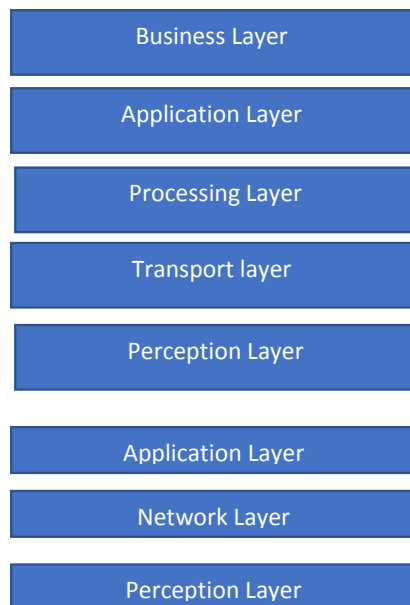 Business Layer
Application Layer
Processing Layer
Transport layer
Perception Layer
Application Layer
Network Layer
Perception Layer